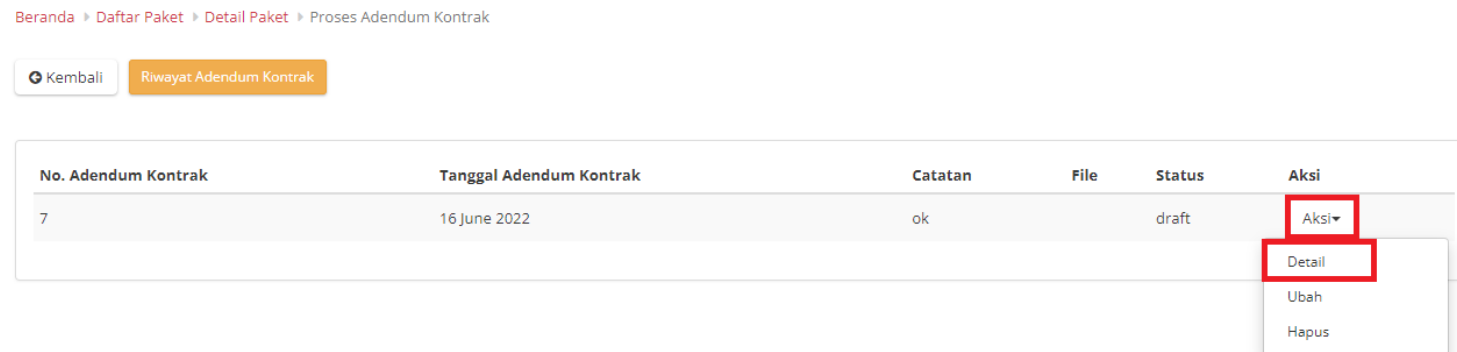 Beranda Daftar Paket Detail Paket Proses Adendum Kontrak
Kembali Riwayat Adendum Kontrak
No. Adendum Kontrak Tanggal Adendum Kontrak Catatan File Status Aksi
7 16 June 2022 ok draft Aksi
Detail
Ubah
Hapus